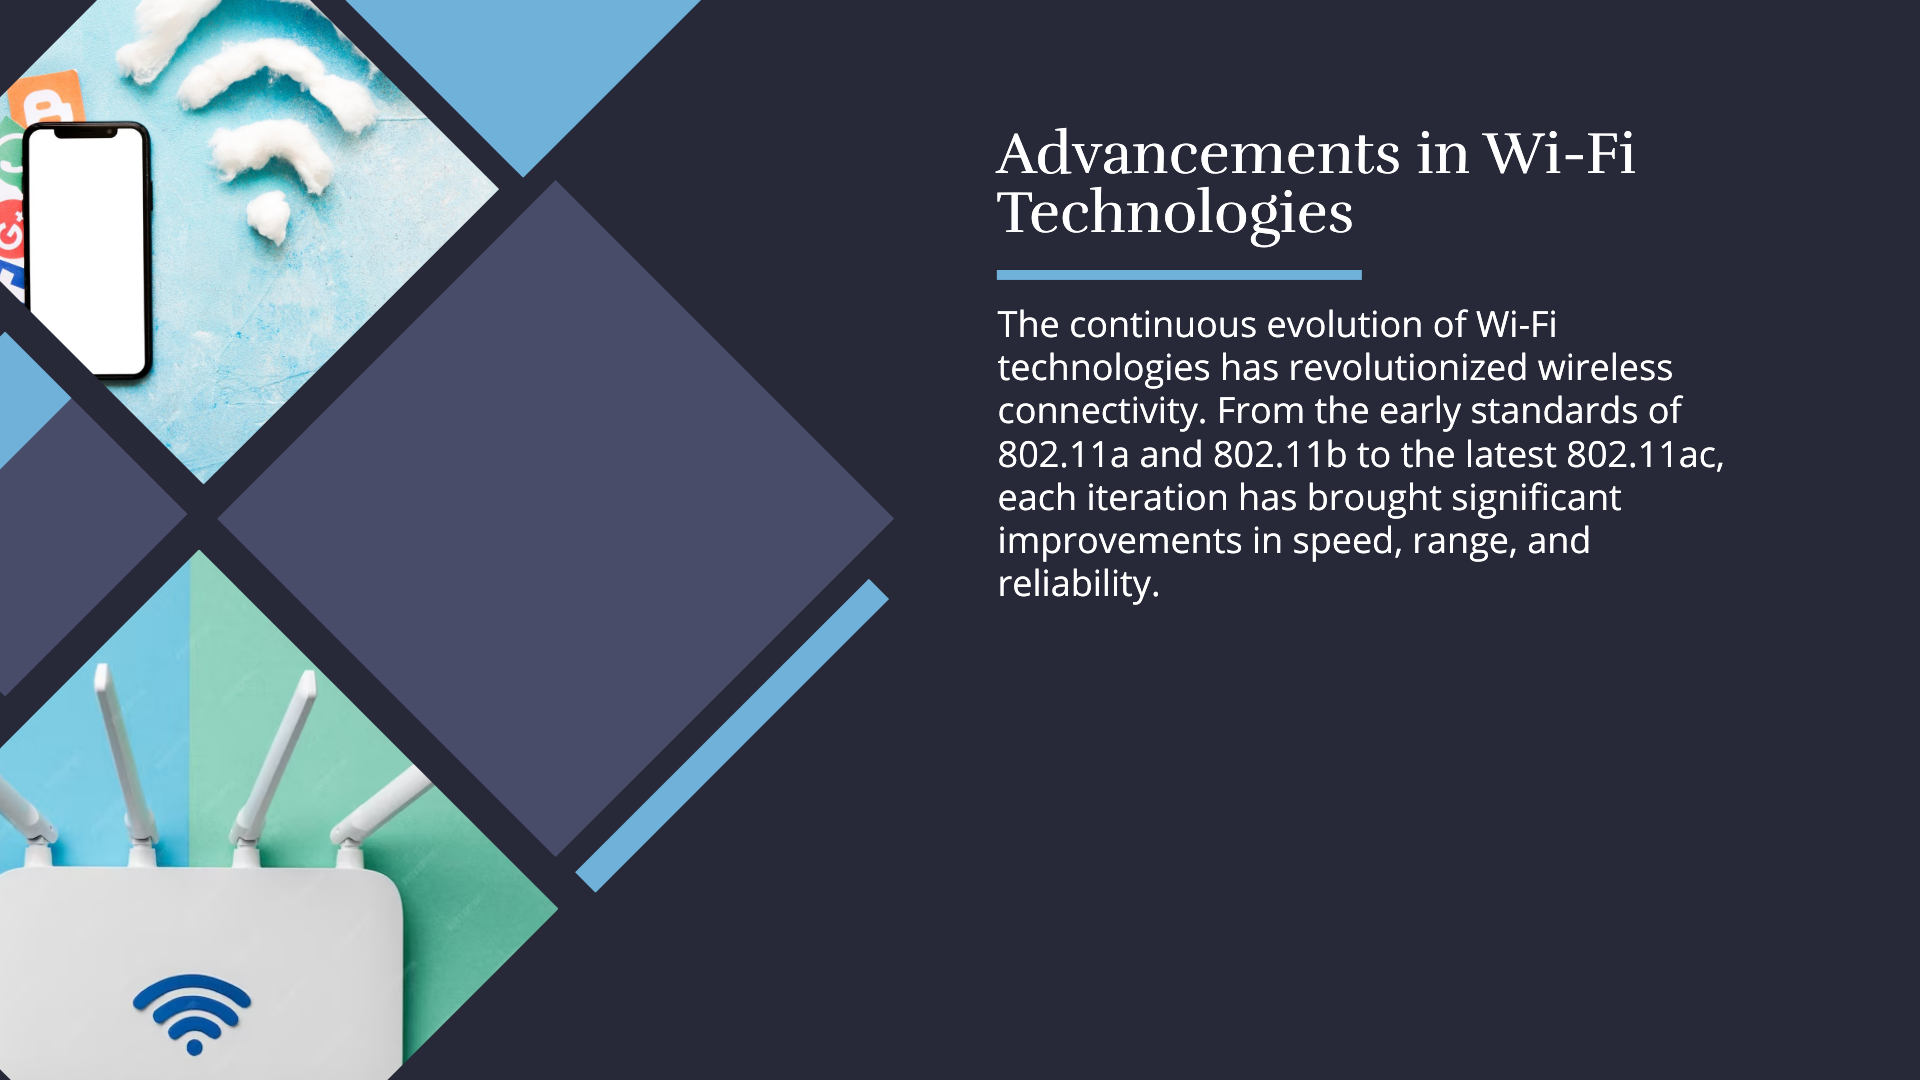 Advancements in Wi-Fi
Technologies
The continuous evolution of Wi-Fi
technologies has revolutionized wireless
connectivity. From the early standards of
802.11a and 802.11b to the latest 802.11ac,
each iteration has brought significant
improvements in speed, range, and
reliability.